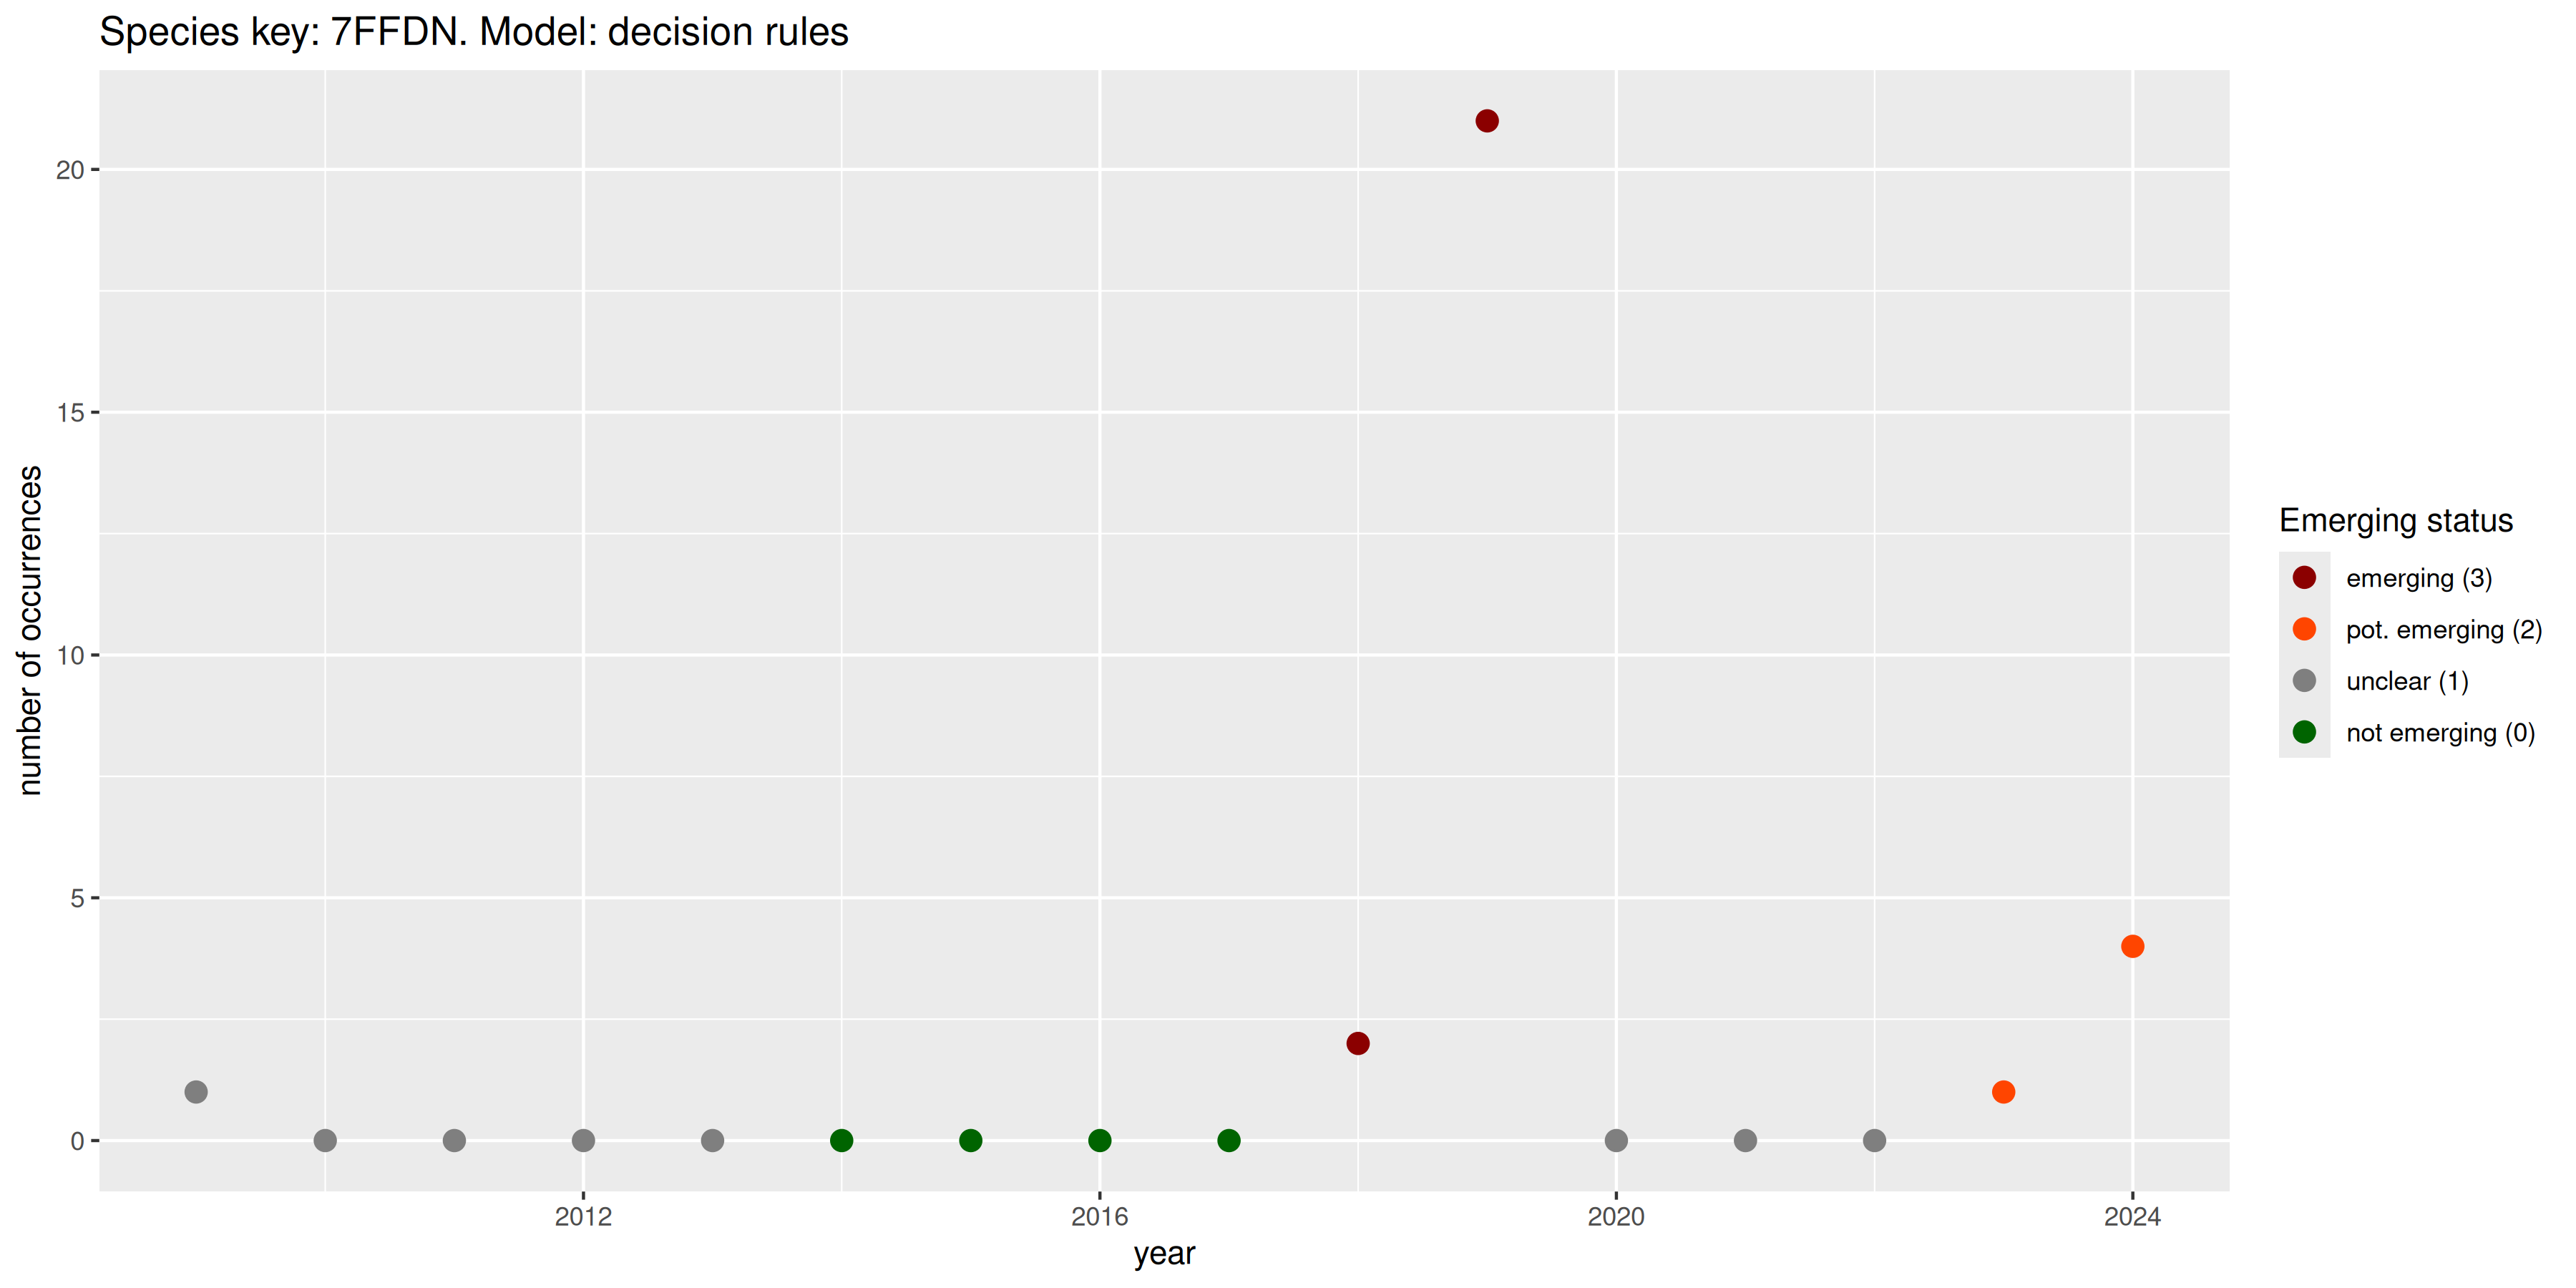 Species key: 7FFDN. Model: decision rules
number of occurrences
20
15
10
5
0
2012
2016
2020
2024
year
Emerging status
emerging (3)
pot. emerging (2)
unclear (1)
not emerging (0)